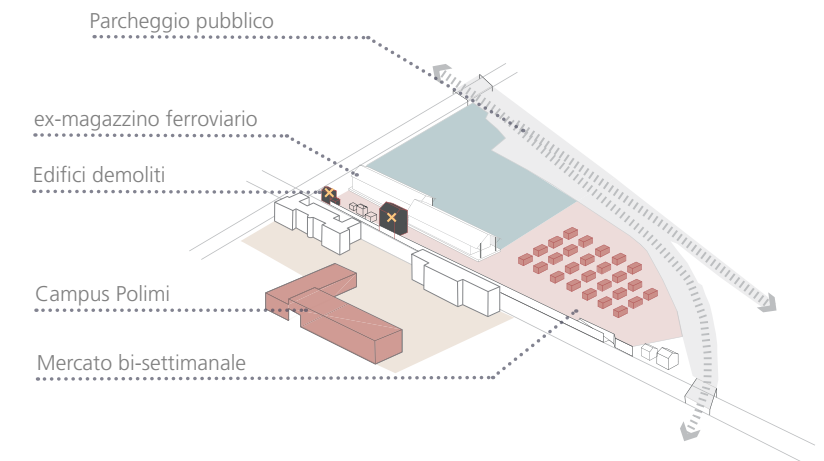 Parcheggio pubblico
ex-magazzino ferroviario
Edifici demoliti
Campus Polimi
Mercato bi-settimanale